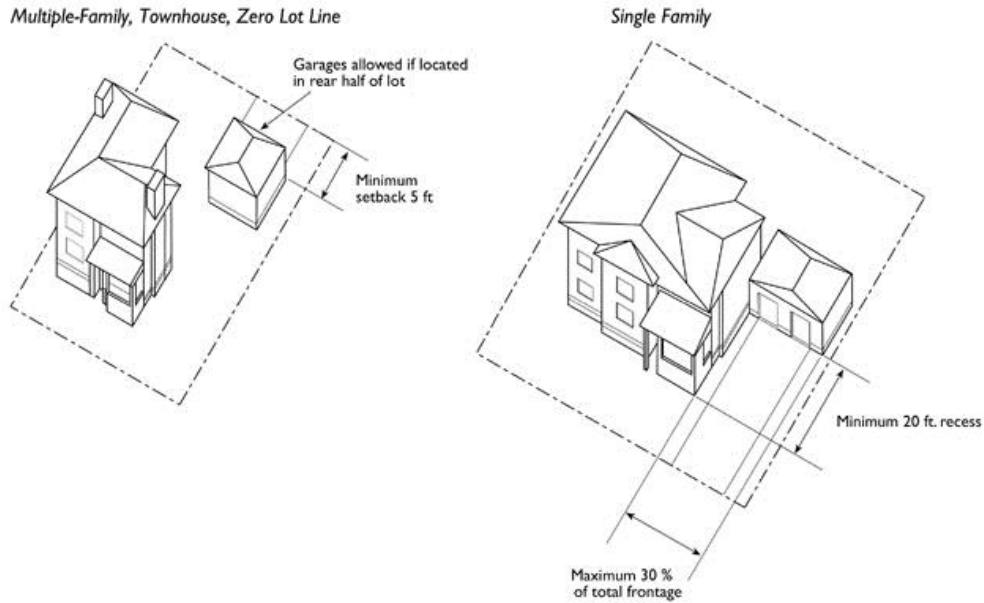 Multiple-Family, Townhouse, Zero Lot Line
Garages allowed if located
in rear half of lot
Minimum
setback 5 ft
Single Family
Minimum 20 ft. recess
Maximum 30 %
of total frontage